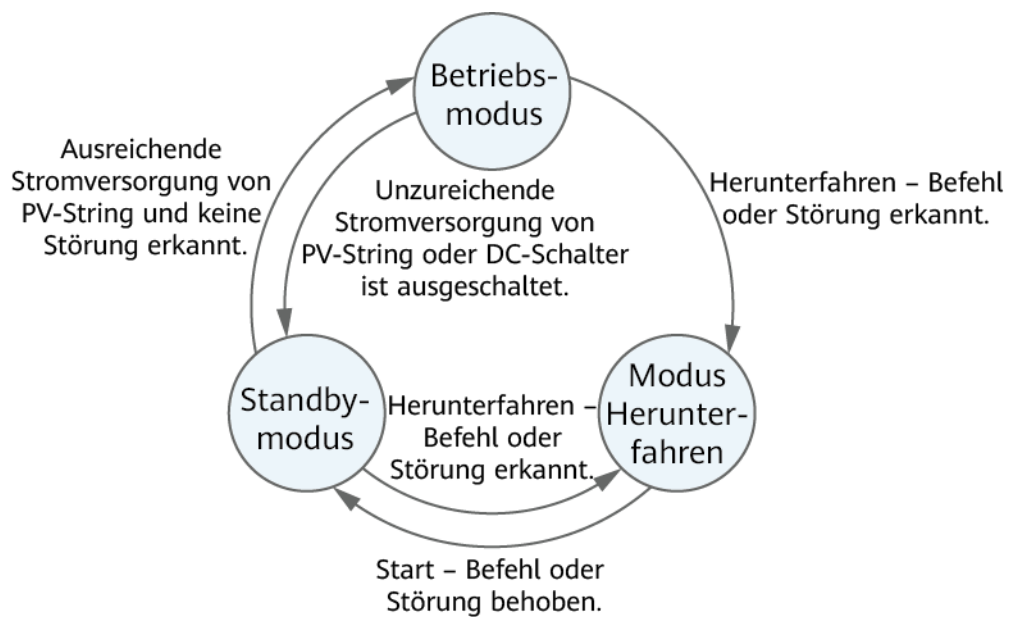 Betriebs-
modus
Ausreichende
Stromversorgung von
PV-String und keine
Störung erkannt.
Unzureichende
Stromversorgung von
PV-String oder DC-Schalter
ist ausgeschaltet.
Herunterfahren – Befehl
oder Störung erkannt.
Standby-
modus
Herunterfahren –
Befehl oder
Störung erkannt.
Modus
Herunter-
fahren
Start – Befehl oder
Störung behoben.